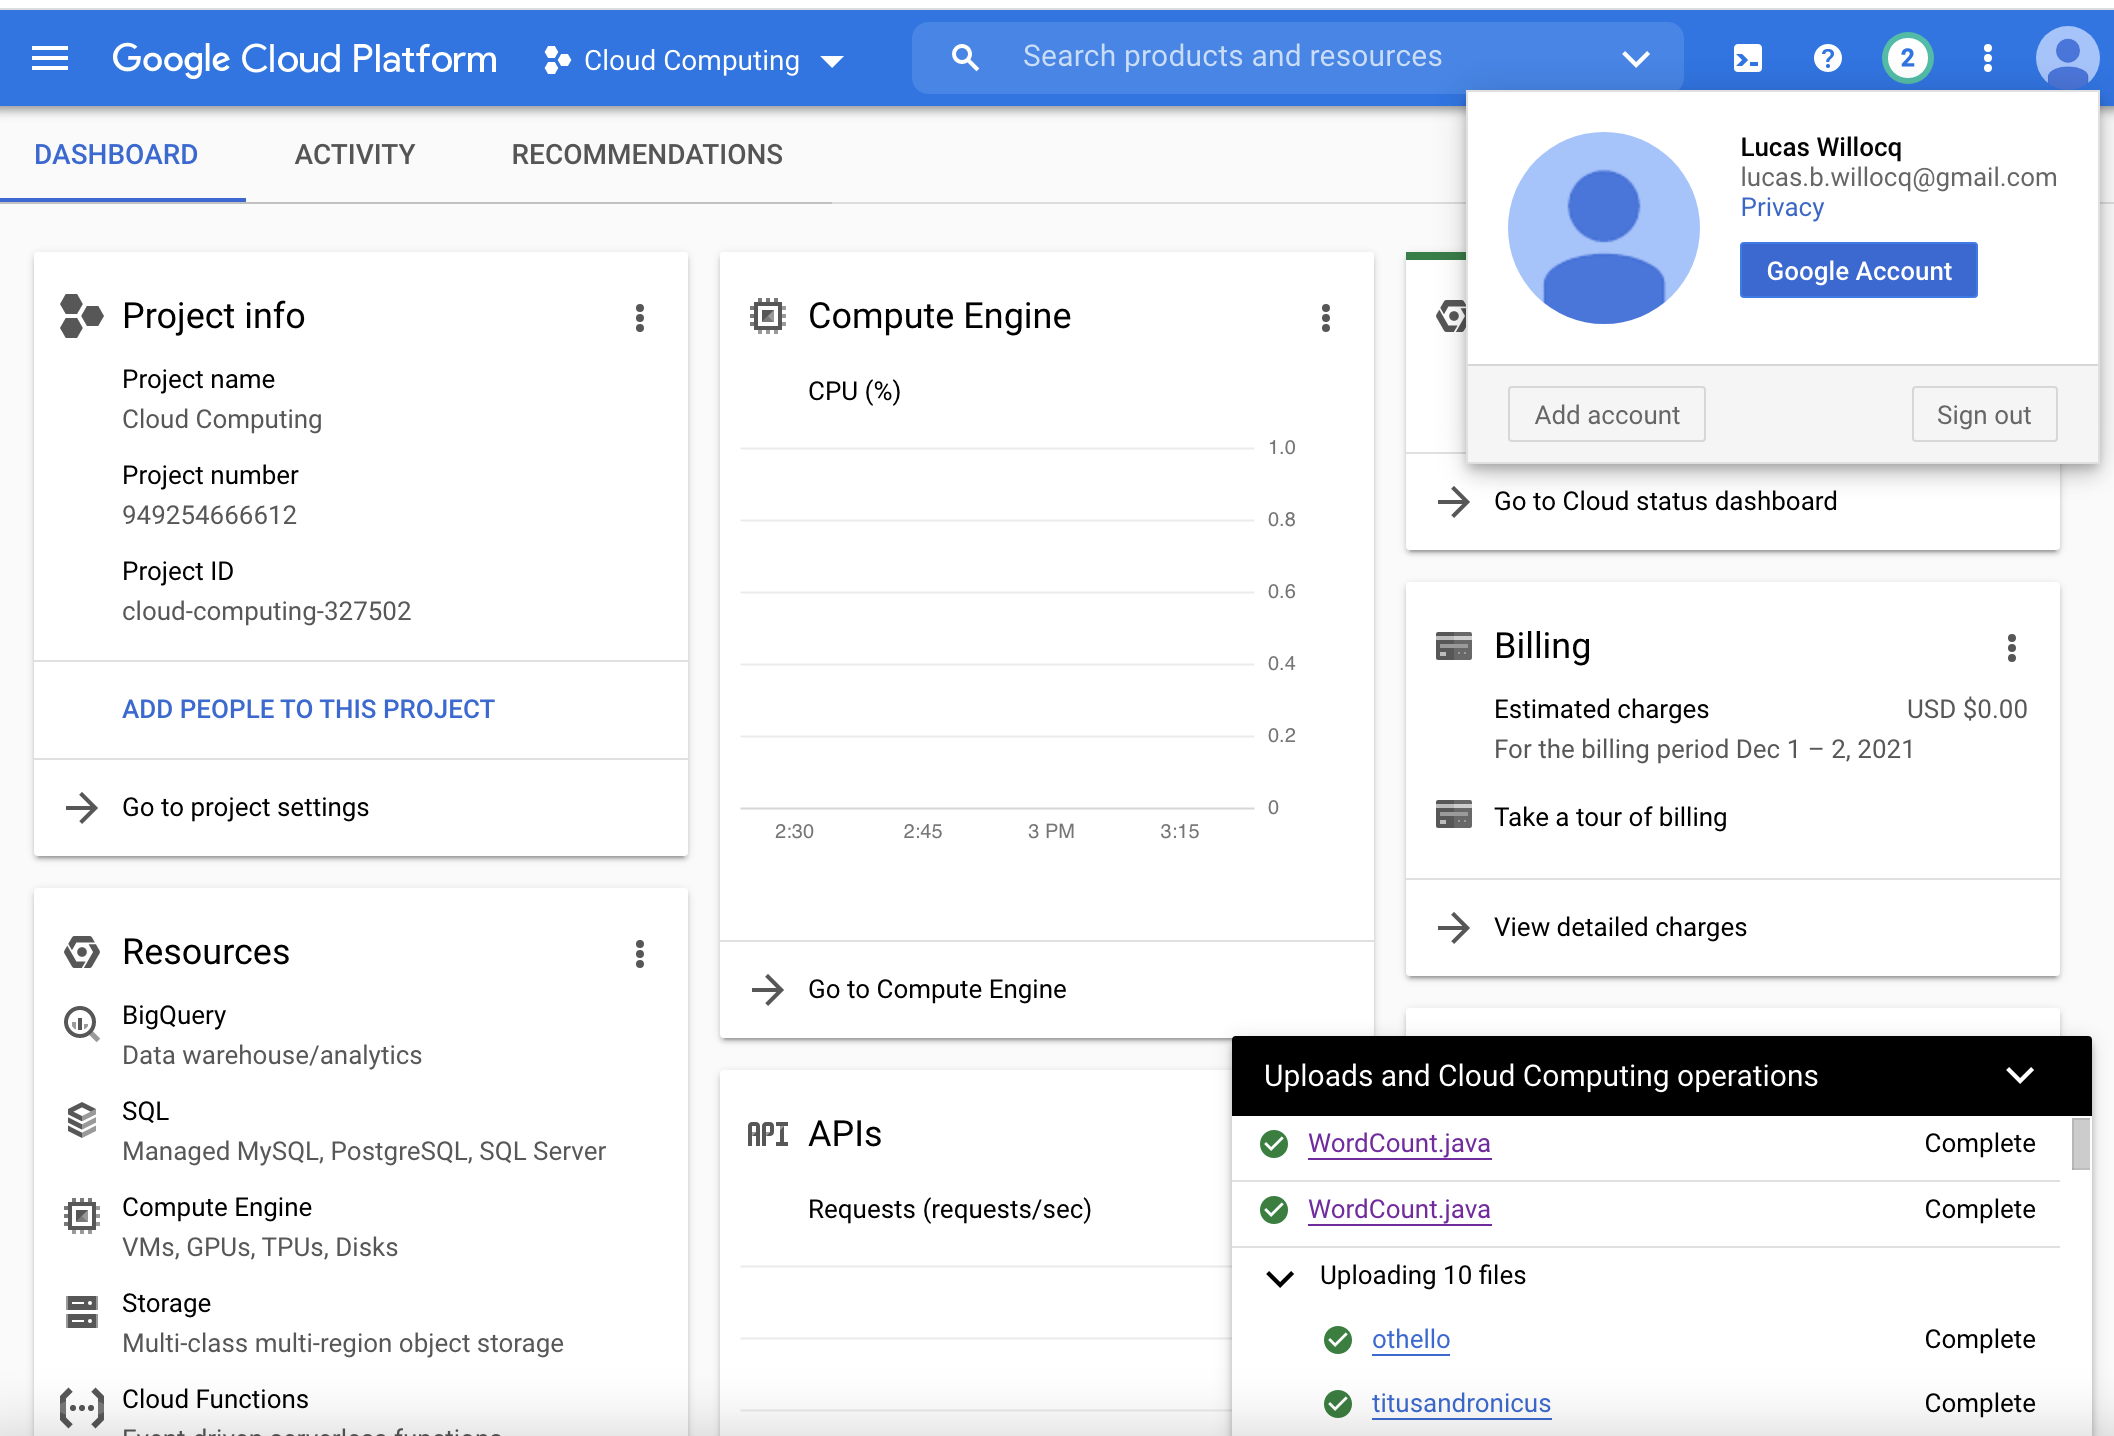 Google Cloud Platform
Cloud Computing
Search products and resources
2
DASHBOARD
ACTIVITY
RECOMMENDATIONS
Lucas Willocq
lucas.b.willocq@gmail.com
Privacy
Google Account
Add account
Sign out
Project info
Project name
Cloud Computing
Project number
949254666612
Project ID
cloud-computing-327502
ADD PEOPLE TO THIS PROJECT
Go to project settings
Resources
BigQuery
Data warehouse/analytics
SQL
Managed MySQL, PostgreSQL, SQL Server
Compute Engine
VMs, GPUs, TPUs, Disks
Storage
Multi-class multi-region object storage
Cloud Functions
Event-driven serverless functions
Compute Engine
CPU (%)
1.0
0.8
0.6
0.4
0.2
0
2:30
2:45
3 PM
3:15
Go to Compute Engine
API APIs
Requests (requests/sec)
Go to Cloud status dashboard
Billing
Estimated charges
USD $0.00
For the billing period Dec 1 – 2, 2021
Take a tour of billing
View detailed charges
Uploads and Cloud Computing operations
WordCount.java Complete
WordCount.java Complete
Uploading 10 files
othello Complete
titusandronicus Complete